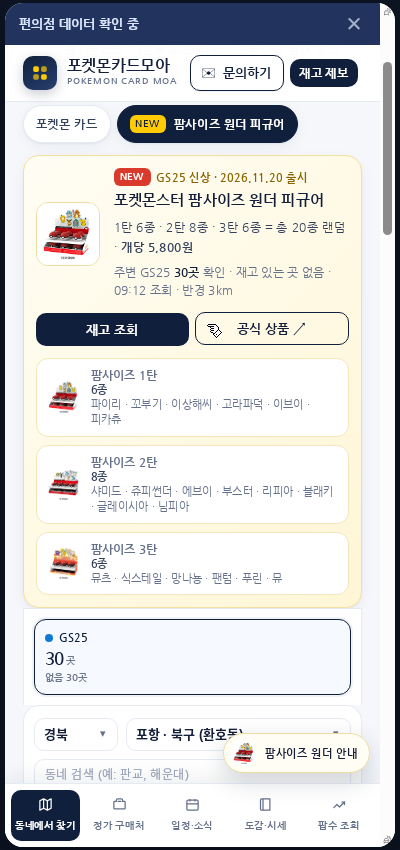 편의점 데이터 확인 중
포켓몬카드모아
POKEMON CARD MOA
문의하기
재고 제보
포켓몬 카드
NEW 팜사이즈 원더 피규어
NEW GS25 신상 · 2026.11.20 출시
포켓몬스터 팜사이즈 원더 피규어
1탄 6종 · 2탄 8종 · 3탄 6종 = 총 20종 랜덤
· 개당 5,800원
주변 GS25 30곳 확인 · 재고 있는 곳 없음 ·
09:12 조회 · 반경 3km
재고 조회
공식 상품 ↗
팜사이즈 1탄
6종
파이리 · 꼬부기 · 이상해씨 · 고라파덕 · 이브이 ·
피카츄
팜사이즈 2탄
8종
샤미드 · 쥬피썬더 · 에브이 · 부스터 · 리피아 · 블래키
· 글레이시아 · 님피아
팜사이즈 3탄
6종
뮤츠 · 식스테일 · 망나뇽 · 팬텀 · 푸린 · 뮤
GS25
30곳
없음 30곳
경북
포항 · 북구 (환호동)
동네 검색 (예: 판교, 해운대)
팜사이즈 원더 안내
동네에서 찾기
정가 구매처
일정·소식
도감·시세
팝수 조회